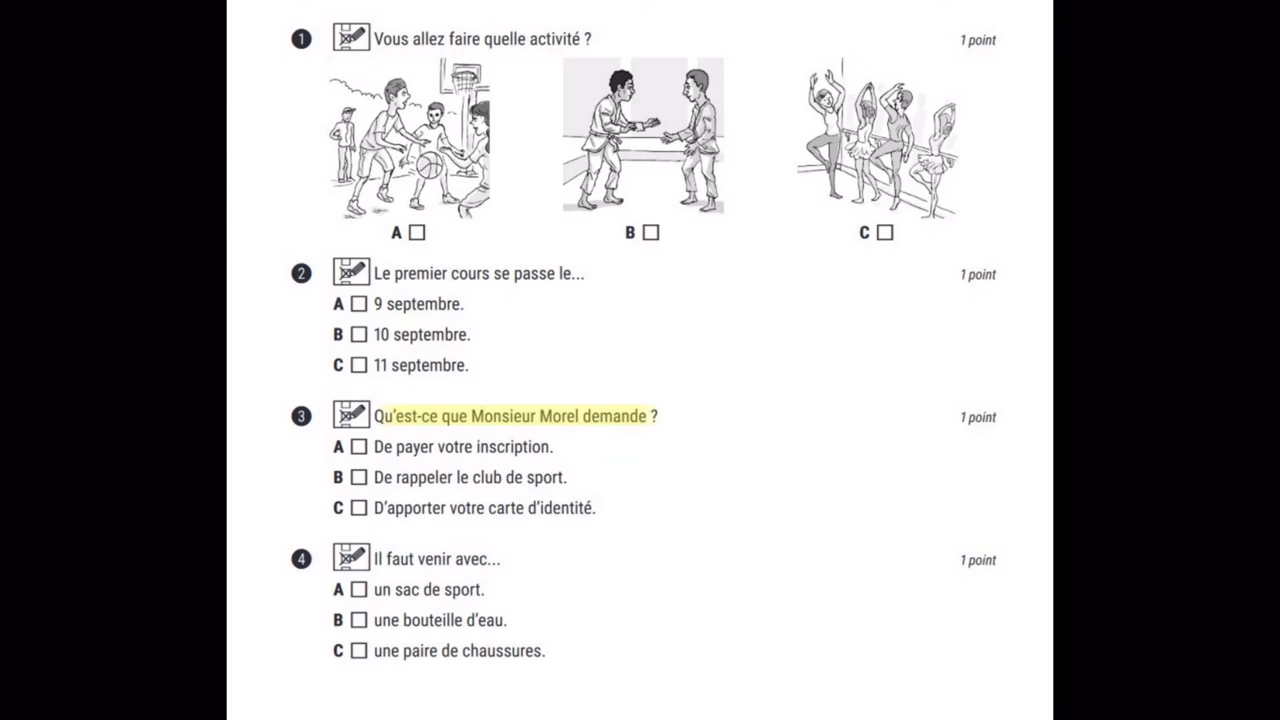 1 Vous allez faire quelle activité ? 1 point
A B C
2 Le premier cours se passe le... 1 point
A 9 septembre.
B 10 septembre.
C 11 septembre.
3 Qu'est-ce que Monsieur Morel demande ? 1 point
A De payer votre inscription.
B De rappeler le club de sport.
C D'apporter votre carte d'identité.
4 Il faut venir avec... 1 point
A un sac de sport.
B une bouteille d'eau.
C une paire de chaussures.